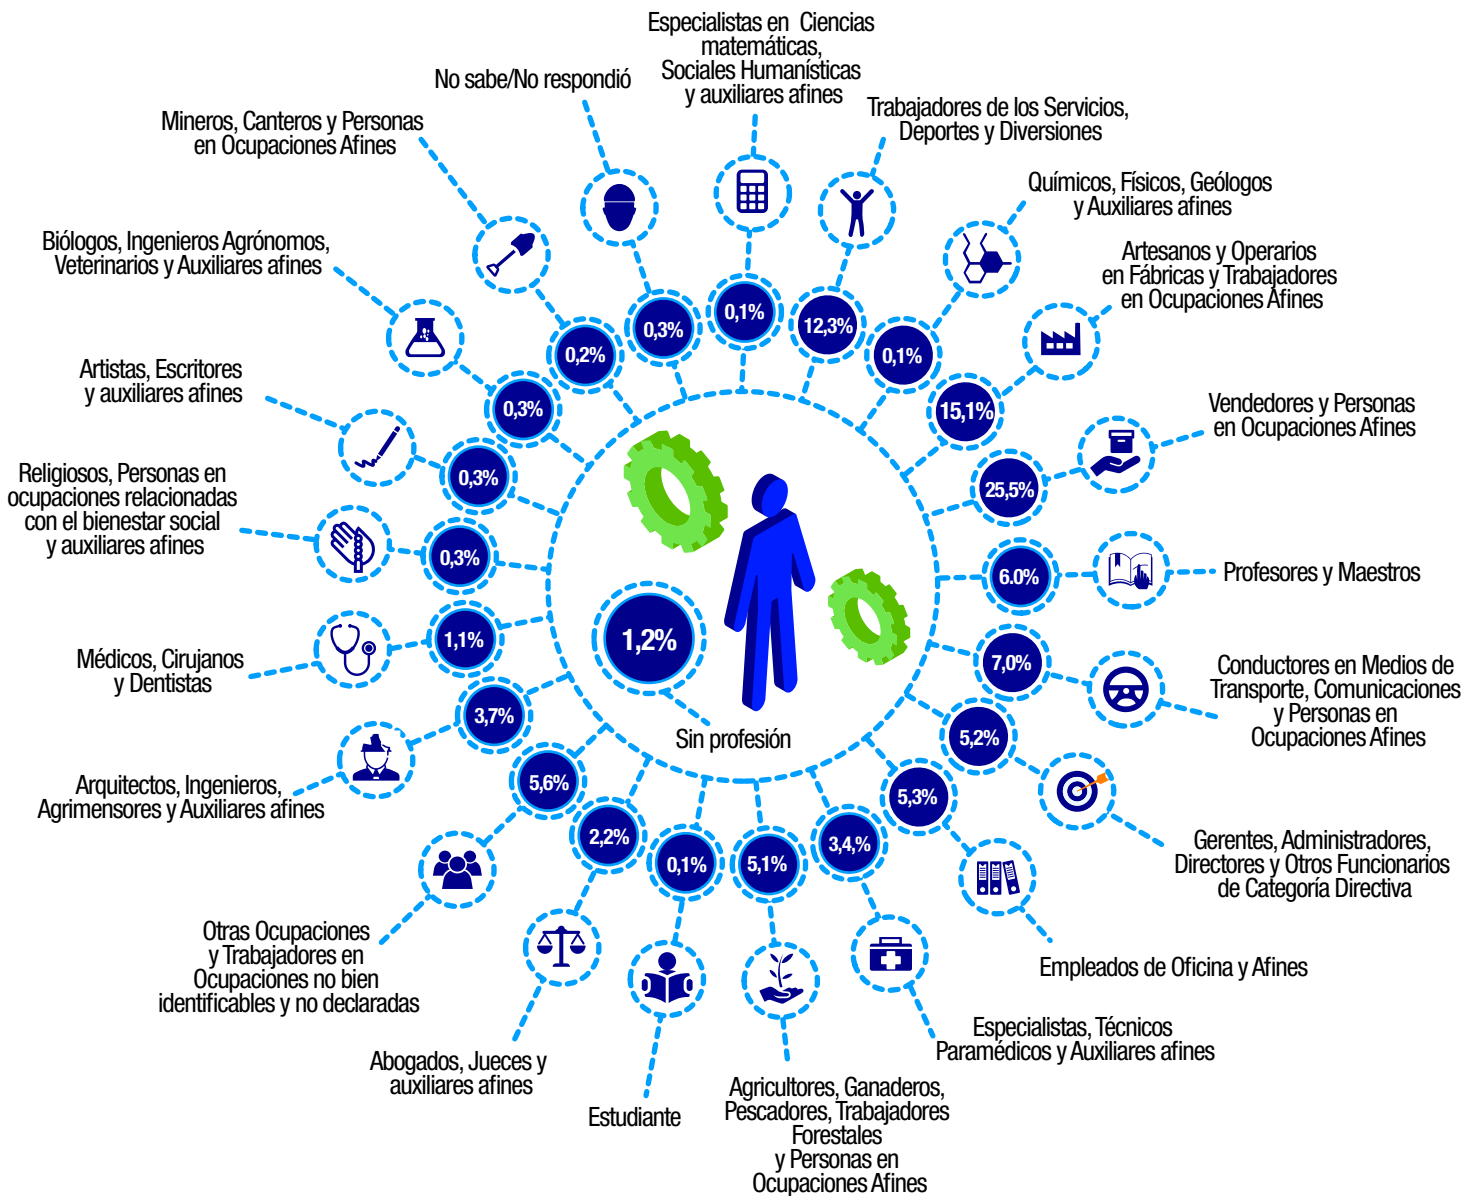 Especialistas en Ciencias
matemáticas,
Sociales Humanísticas
y auxiliares afines
0,1%
Trabajadores de los Servicios,
Deportes y Diversiones
12,3%
Químicos, Físicos, Geólogos
y Auxiliares afines
0,1%
Artesanos y Operarios
en Fábricas y Trabajadores
en Ocupaciones Afines
15,1%
Vendedores y Personas
en Ocupaciones Afines
25,5%
Profesores y Maestros
6.0%
Conductores en Medios de
Transporte, Comunicaciones
y Personas en
Ocupaciones Afines
7,0%
Gerentes, Administradores,
Directores y Otros Funcionarios
de Categoría Directiva
5,2%
Empleados de Oficina y Afines
5,3%
Especialistas, Técnicos
Paramédicos y Auxiliares afines
3,4,%
Agricultores, Ganaderos,
Pescadores, Trabajadores
Forestales
y Personas en
Ocupaciones Afines
5,1%
Estudiante
0,1%
Abogados, Jueces y
auxiliares afines
2,2%
Otras Ocupaciones
y Trabajadores en
Ocupaciones no bien
identificables y no declaradas
5,6%
Arquitectos, Ingenieros,
Agrimensores y Auxiliares afines
3,7%
Médicos, Cirujanos
y Dentistas
1,1%
Religiosos, Personas en
ocupaciones relacionadas
con el bienestar social
y auxiliares afines
0,3%
Artistas, Escritores
y auxiliares afines
0,3%
Biólogos, Ingenieros Agrónomos,
Veterinarios y Auxiliares afines
0,3%
Mineros, Canteros y Personas
en Ocupaciones Afines
0,2%
No sabe/No respondió
0,3%
1,2%
Sin profesión